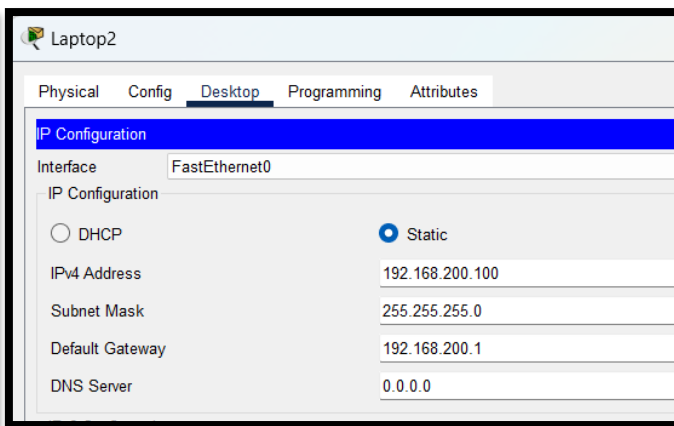 Laptop2
Physical Config Desktop Programming Attributes
IP Configuration
Interface FastEthernet0
IP Configuration
DHCP Static
IPv4 Address 192.168.200.100
Subnet Mask 255.255.255.0
Default Gateway 192.168.200.1
DNS Server 0.0.0.0